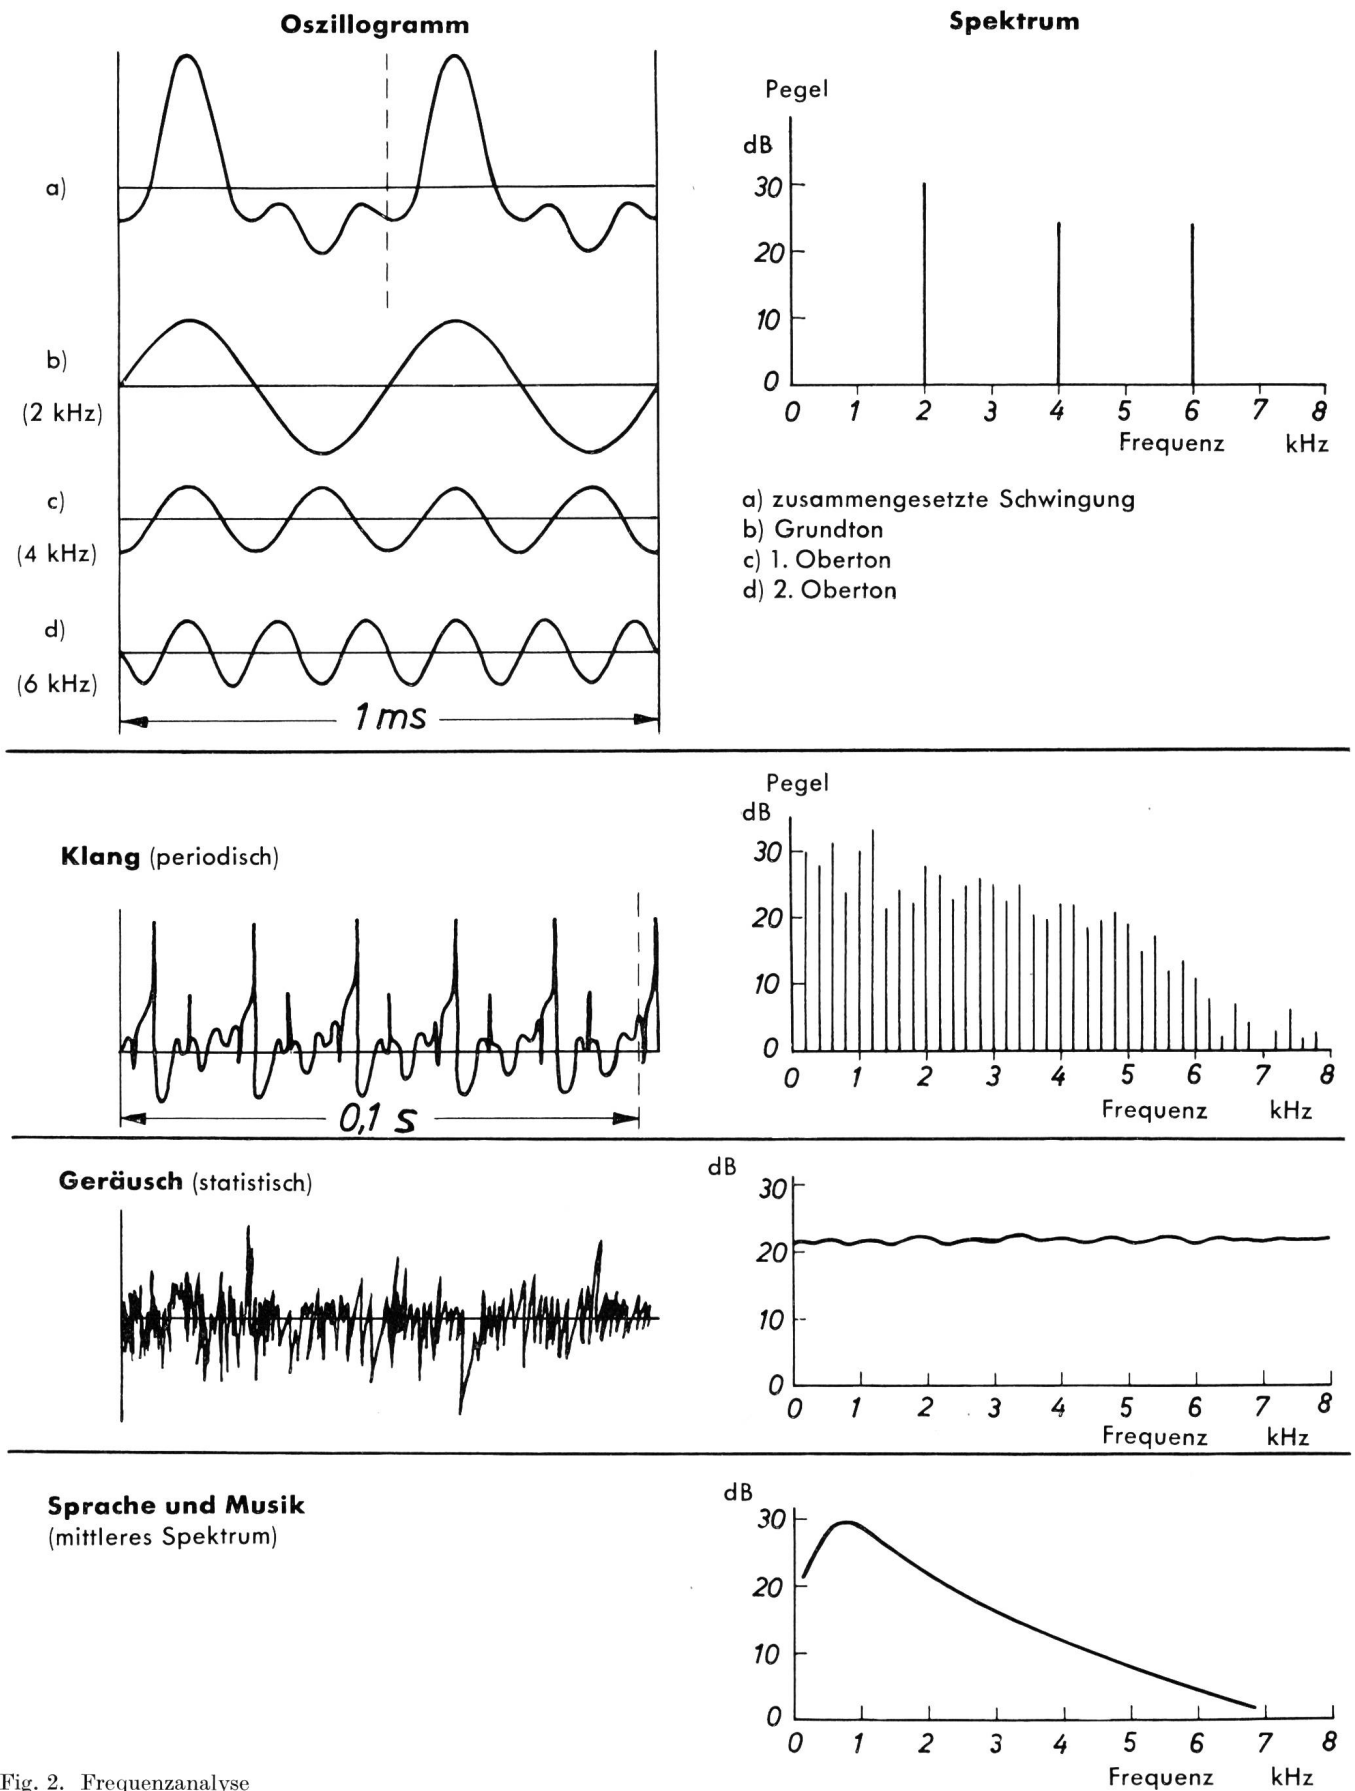 Oszillogramm
Spektrum
Pegel
dB
a)
30
20
10
0
0 1 2 3 4 5 6 7 8
Frequenz kHz
b)
(2 kHz)
c)
(4 kHz)
d)
(6 kHz)
1 ms
a) zusammengesetzte Schwingung
b) Grundton
c) 1. Oberton
d) 2. Oberton
Klang (periodisch)
0,1 s
Pegel
dB
30
20
10
0
0 1 2 3 4 5 6 7 8
Frequenz kHz
Geräusch (statistisch)
dB
30
20
10
0
0 1 2 3 4 5 6 7 8
Frequenz kHz
Sprache und Musik
(mittleres Spektrum)
dB
30
20
10
0
0 1 2 3 4 5 6 7 8
Frequenz kHz
Fig. 2. Frequenzanalyse